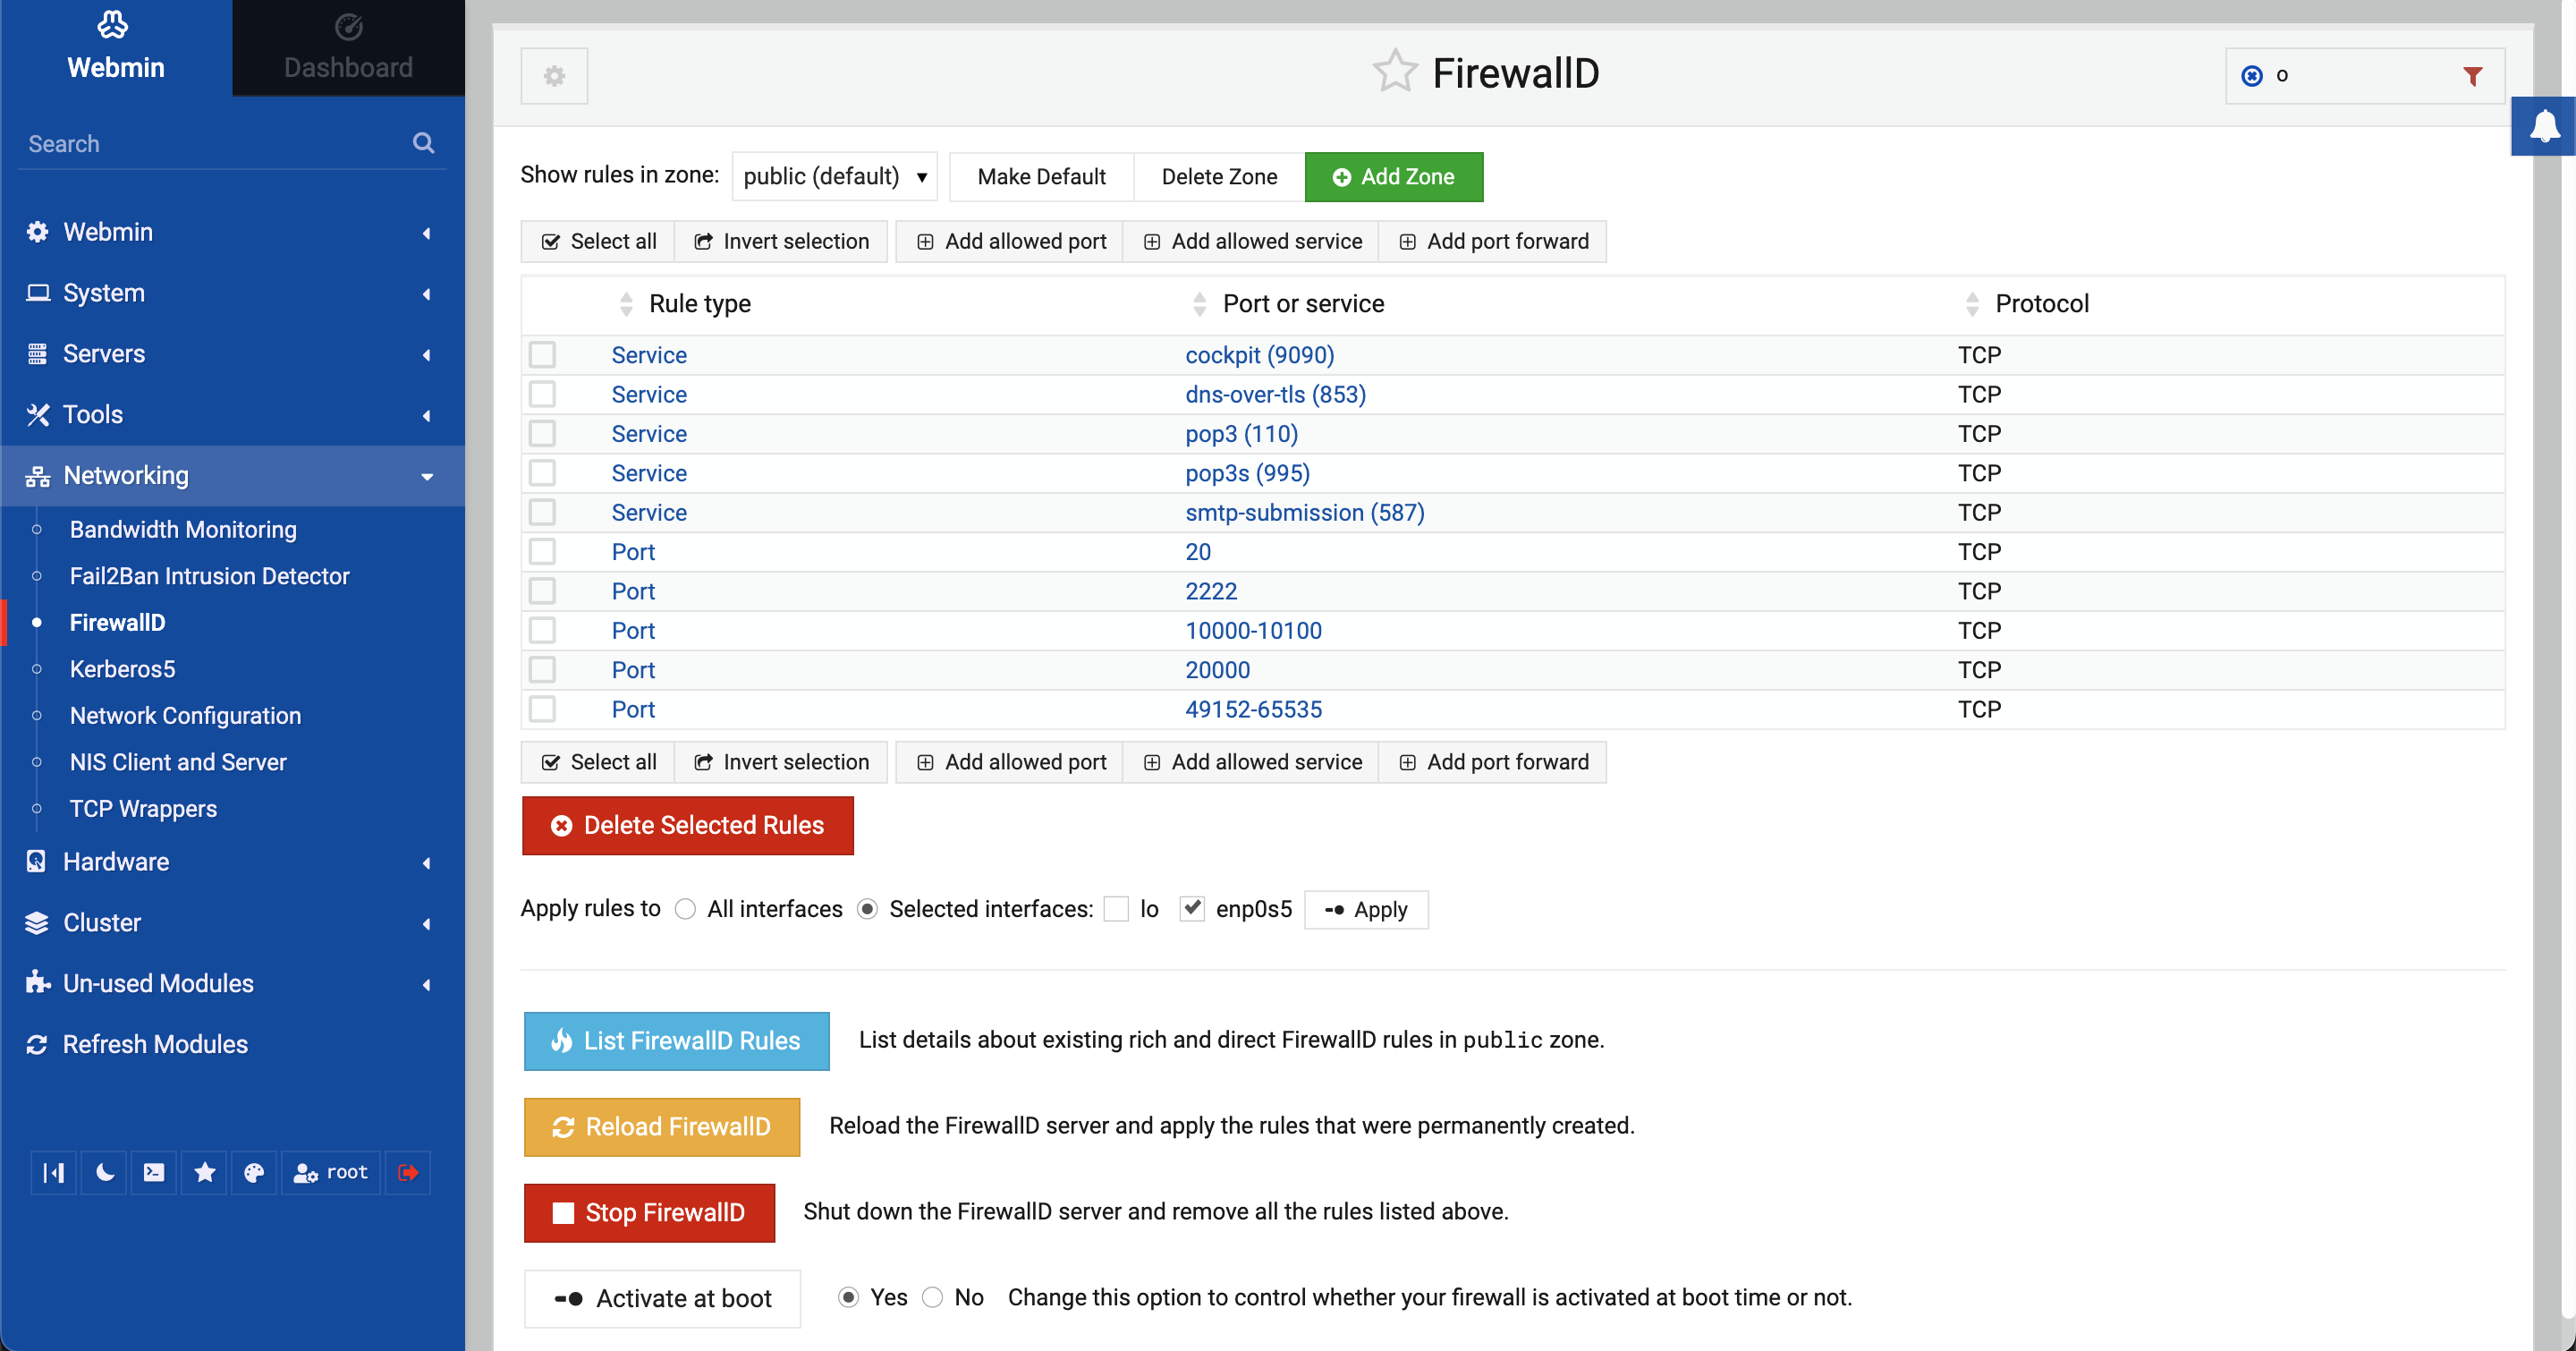 Webmin
Dashboard
Search
Webmin
System
Servers
Tools
Networking
Bandwidth Monitoring
Fail2Ban Intrusion Detector
FirewallD
Kerberos5
Network Configuration
NIS Client and Server
TCP Wrappers
Hardware
Cluster
Un-used Modules
Refresh Modules
root
FirewallD
Show rules in zone: public (default) Make Default Delete Zone Add Zone
Select all Invert selection Add allowed port Add allowed service Add port forward
Rule type Port or service Protocol
Service cockpit (9090) TCP
Service dns-over-tls (853) TCP
Service pop3 (110) TCP
Service pop3s (995) TCP
Service smtp-submission (587) TCP
Port 20 TCP
Port 2222 TCP
Port 10000-10100 TCP
Port 20000 TCP
Port 49152-65535 TCP
Select all Invert selection Add allowed port Add allowed service Add port forward
Delete Selected Rules
Apply rules to All interfaces Selected interfaces: lo enp0s5 Apply
List FirewallD Rules List details about existing rich and direct FirewallD rules in public zone.
Reload FirewallD Reload the FirewallD server and apply the rules that were permanently created.
Stop FirewallD Shut down the FirewallD server and remove all the rules listed above.
Activate at boot Yes No Change this option to control whether your firewall is activated at boot time or not.